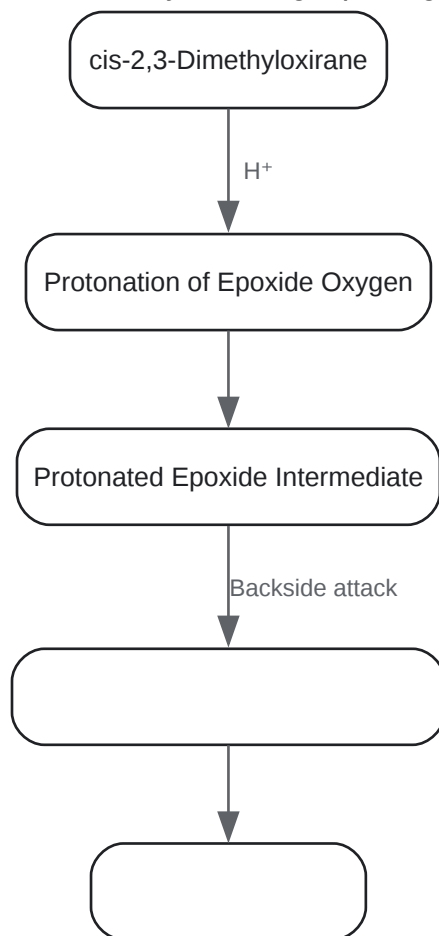 cis-2,3-Dimethyloxirane
H⁺
Protonation of Epoxide Oxygen
Protonated Epoxide Intermediate
Backside attack